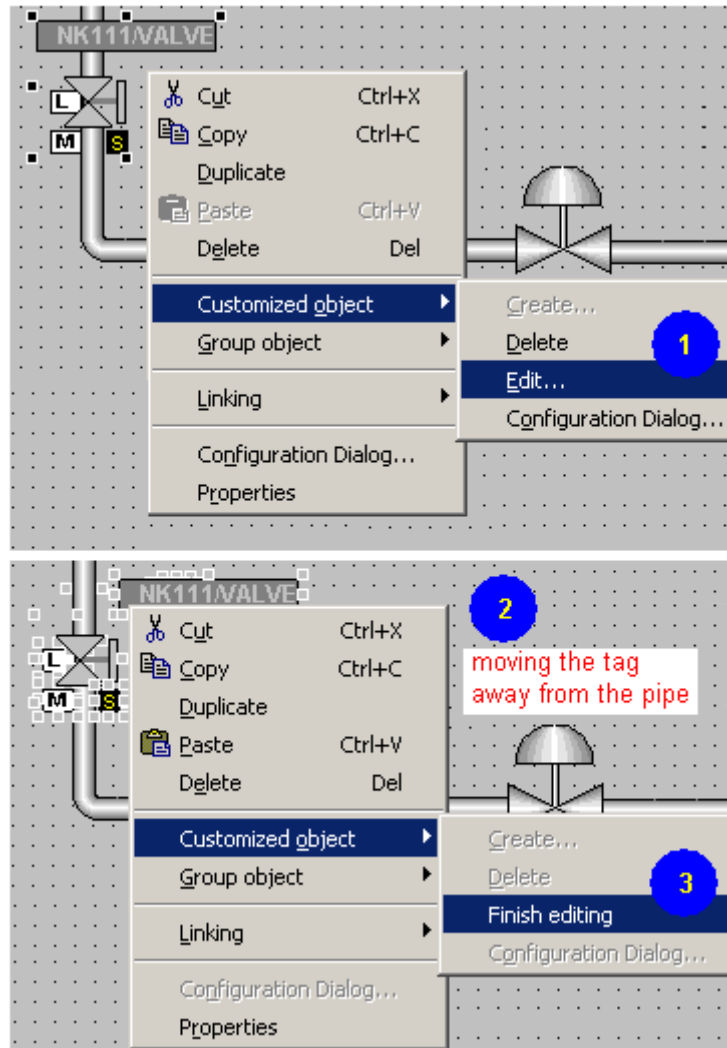 NK111/VALVE
L
M S
Cut Ctrl+X
Copy Ctrl+C
Duplicate
Paste Ctrl+V
Delete Del
Customized object
Group object
Linking
Configuration Dialog...
Properties
Create...
Delete
Edit...
Configuration Dialog...
1
NK111/VALVE
L
M S
Cut Ctrl+X
Copy Ctrl+C
Duplicate
Paste Ctrl+V
Delete Del
Customized object
Group object
Linking
Configuration Dialog...
Properties
2
moving the tag
away from the pipe
Create...
Delete
Finish editing
Configuration Dialog...
3